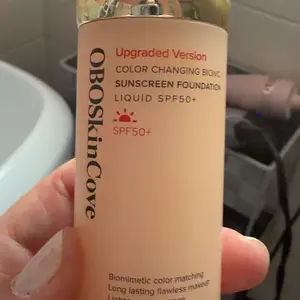 OBOSkinCove
Upgraded Version
COLOR CHANGING BIONIC
SUNSCREEN FOUNDATION
LIQUID SPF50+
SPF50+
Biomimetic color matching
Long lasting flawless makeup